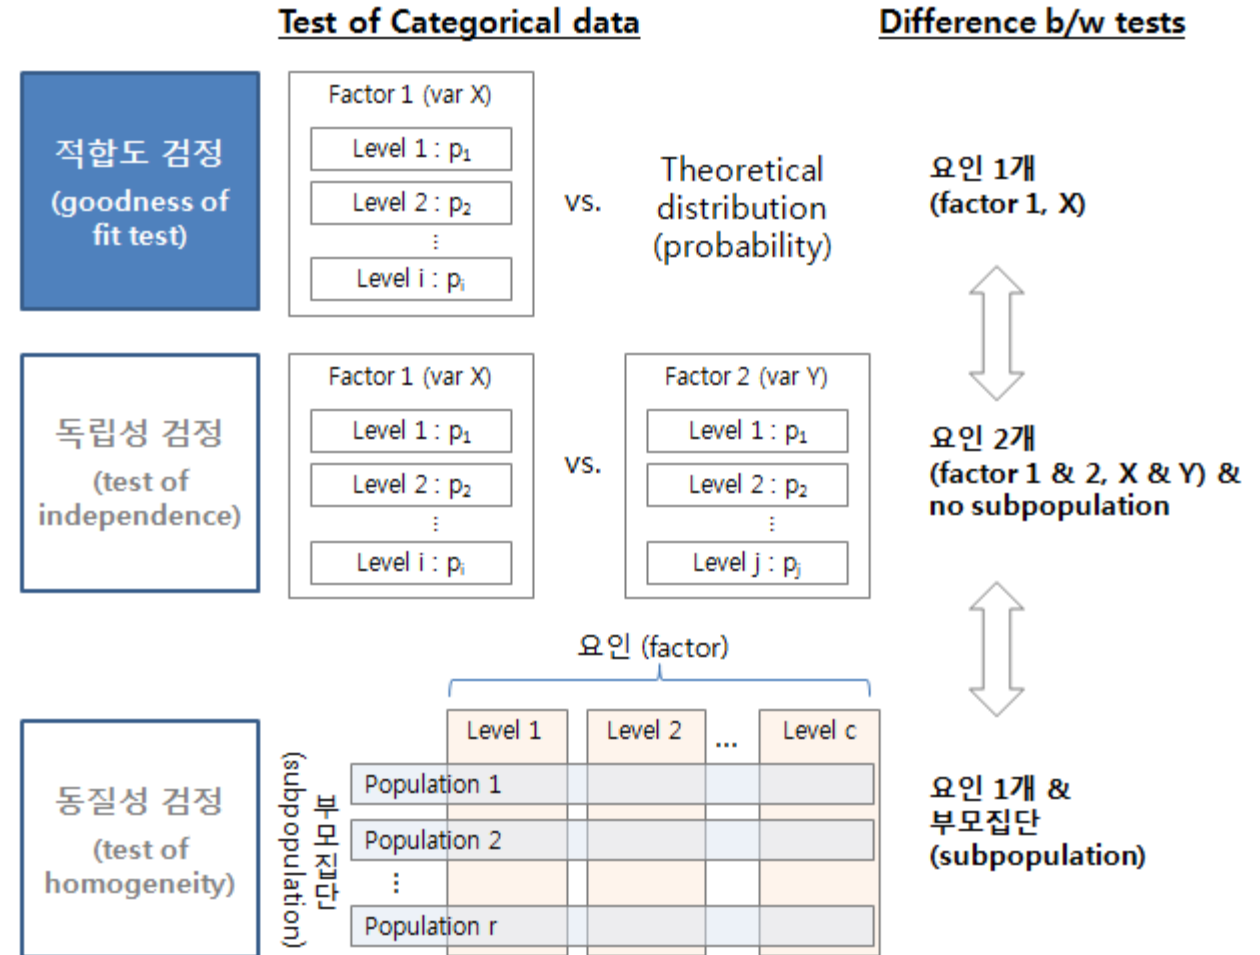 Test of Categorical data
Difference b/w tests
적합도 검정
(goodness of
fit test)
Factor 1 (var X)
Level 1 : p₁
Level 2 : p₂
⋮
Level i : pᵢ
vs.
Theoretical
distribution
(probability)
요인 1개
(factor 1, X)
독립성 검정
(test of
independence)
Factor 1 (var X)
Level 1 : p₁
Level 2 : p₂
⋮
Level i : pᵢ
vs.
Factor 2 (var Y)
Level 1 : p₁
Level 2 : p₂
⋮
Level j : pⱼ
요인 2개
(factor 1 & 2, X & Y) &
no subpopulation
동질성 검정
(test of
homogeneity)
요인 (factor)
부모집단
(subpopulation)
Level 1
Level 2
...
Level c
Population 1
Population 2
⋮
Population r
요인 1개 &
부모집단
(subpopulation)